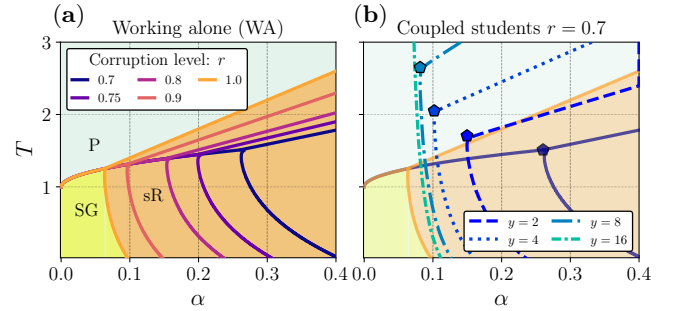 (a) Working alone (WA)
Corruption level: r
0.7
0.75
0.8
0.9
1.0
P
SG
sR
T
3
2
1
0.0 0.1 0.2 0.3 0.4
α
(b) Coupled students r = 0.7
y = 2
y = 4
y = 8
y = 16
0.0 0.1 0.2 0.3 0.4
α